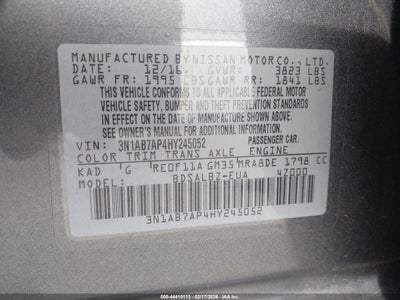 MANUFACTURED BY NISSAN MOTOR CO., LTD.
DATE: 12/16 GVWR: 3823 LBS
GAWR FR: 1995 LBS GAWR RR: 1841 LBS
THIS VEHICLE CONFORMS TO ALL APPLICABLE FEDERAL MOTOR
VEHICLE SAFETY, BUMPER AND THEFT PREVENTION STANDARDS
IN EFFECT ON THE DATE OF MANUFACTURE SHOWN ABOVE.
SEE OWNER'S MANUAL FOR ADDITIONAL INFORMATION.
VIN: 3N1AB7AP4HY245052 PASSENGER CAR.
COLOR TRIM TRANS AXLE ENGINE
KAD G RE0F11A GM35 MRA8DE 1798 CC
MODEL: BDSALBZ-EUA 4Z000
3N1AB7AP4HY245052
© IAA 000-44410113 - 02/17/2026 - IAAI.COM